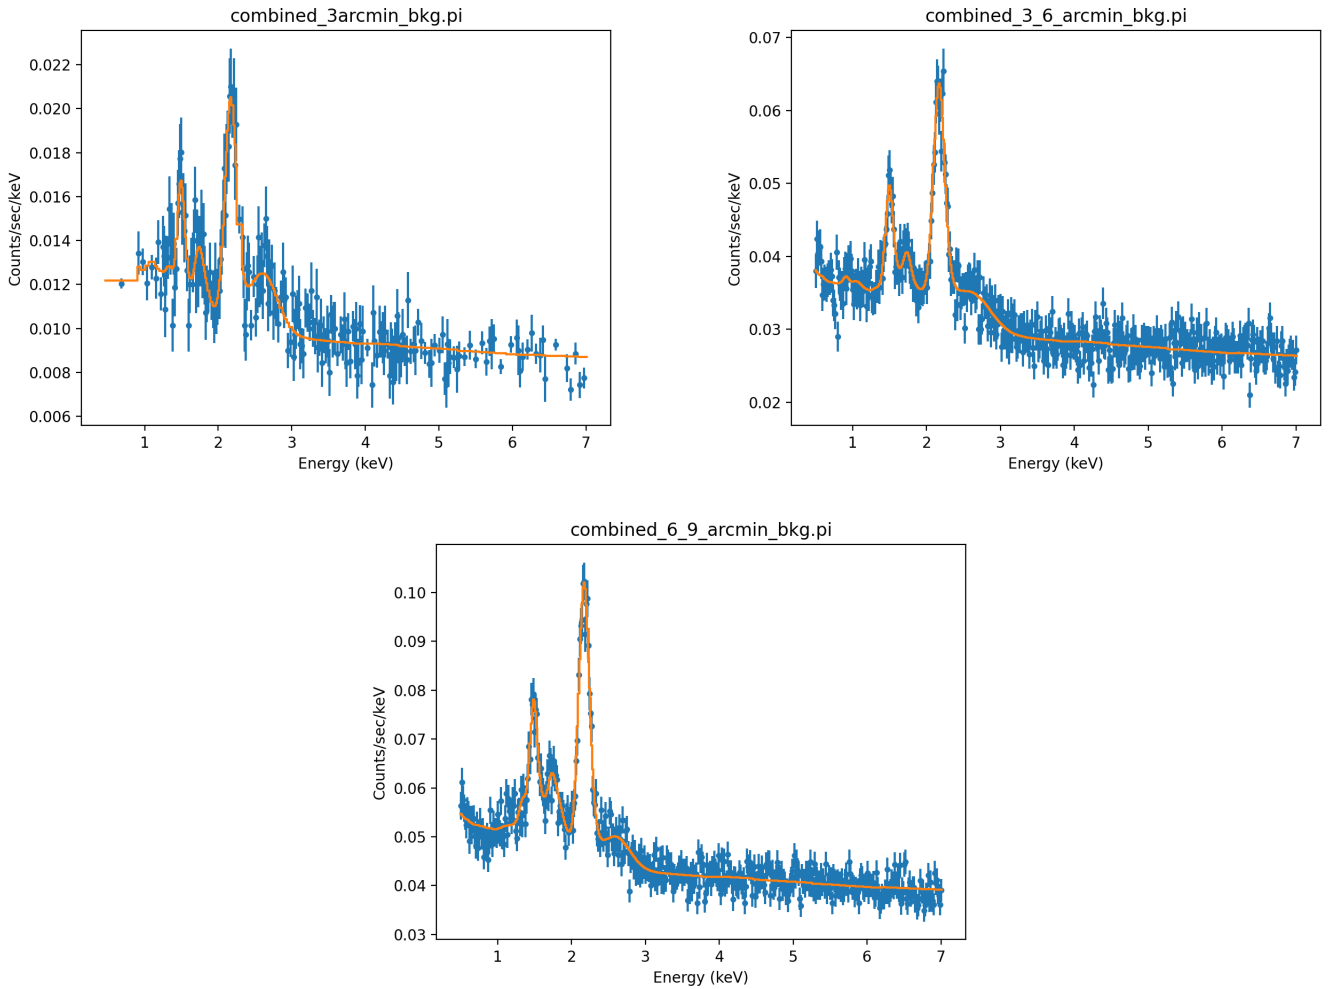 combined_3arcmin_bkg.pi
0.022
0.020
0.018
0.016
0.014
0.012
0.010
0.008
0.006
Counts/sec/keV
1 2 3 4 5 6 7
Energy (keV)
combined_3_6_arcmin_bkg.pi
0.07
0.06
0.05
0.04
0.03
0.02
Counts/sec/keV
1 2 3 4 5 6 7
Energy (keV)
combined_6_9_arcmin_bkg.pi
0.10
0.09
0.08
0.07
0.06
0.05
0.04
0.03
Counts/sec/keV
1 2 3 4 5 6 7
Energy (keV)